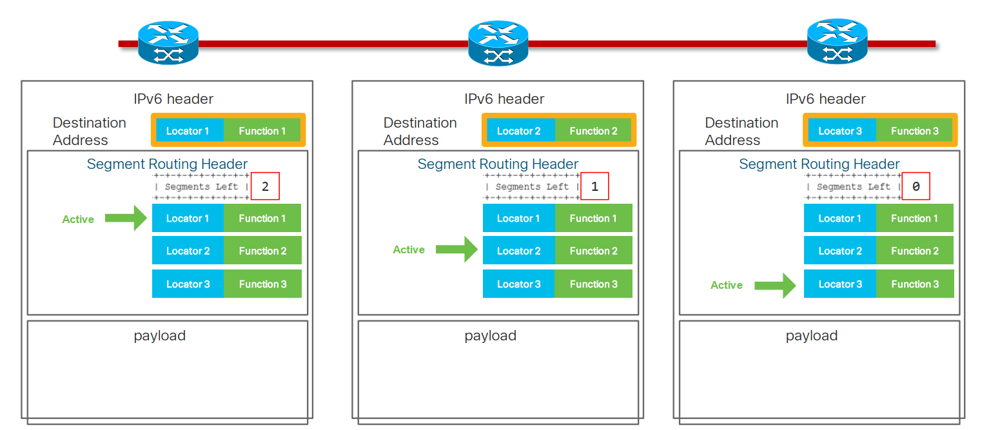 IPv6 header
Destination Address
Locator 1 Function 1
Segment Routing Header
+-+-+-+-+-+-+-+-+
| Segments Left | 2
+-+-+-+-+-+-+-+-+
Active
Locator 1 Function 1
Locator 2 Function 2
Locator 3 Function 3
payload
IPv6 header
Destination Address
Locator 2 Function 2
Segment Routing Header
+-+-+-+-+-+-+-+-+
| Segments Left | 1
+-+-+-+-+-+-+-+-+
Locator 1 Function 1
Active
Locator 2 Function 2
Locator 3 Function 3
payload
IPv6 header
Destination Address
Locator 3 Function 3
Segment Routing Header
+-+-+-+-+-+-+-+-+
| Segments Left | 0
+-+-+-+-+-+-+-+-+
Locator 1 Function 1
Locator 2 Function 2
Active
Locator 3 Function 3
payload